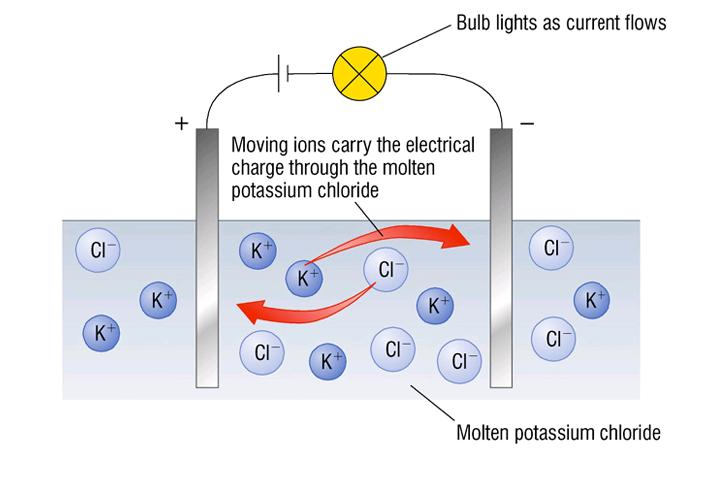 Bulb lights as current flows
+
−
Moving ions carry the electrical
charge through the molten
potassium chloride
Cl⁻
K⁺
K⁺
Cl⁻
Cl⁻
K⁺
K⁺
K⁺
K⁺
Cl⁻
Cl⁻
K⁺
Cl⁻
Cl⁻
Molten potassium chloride